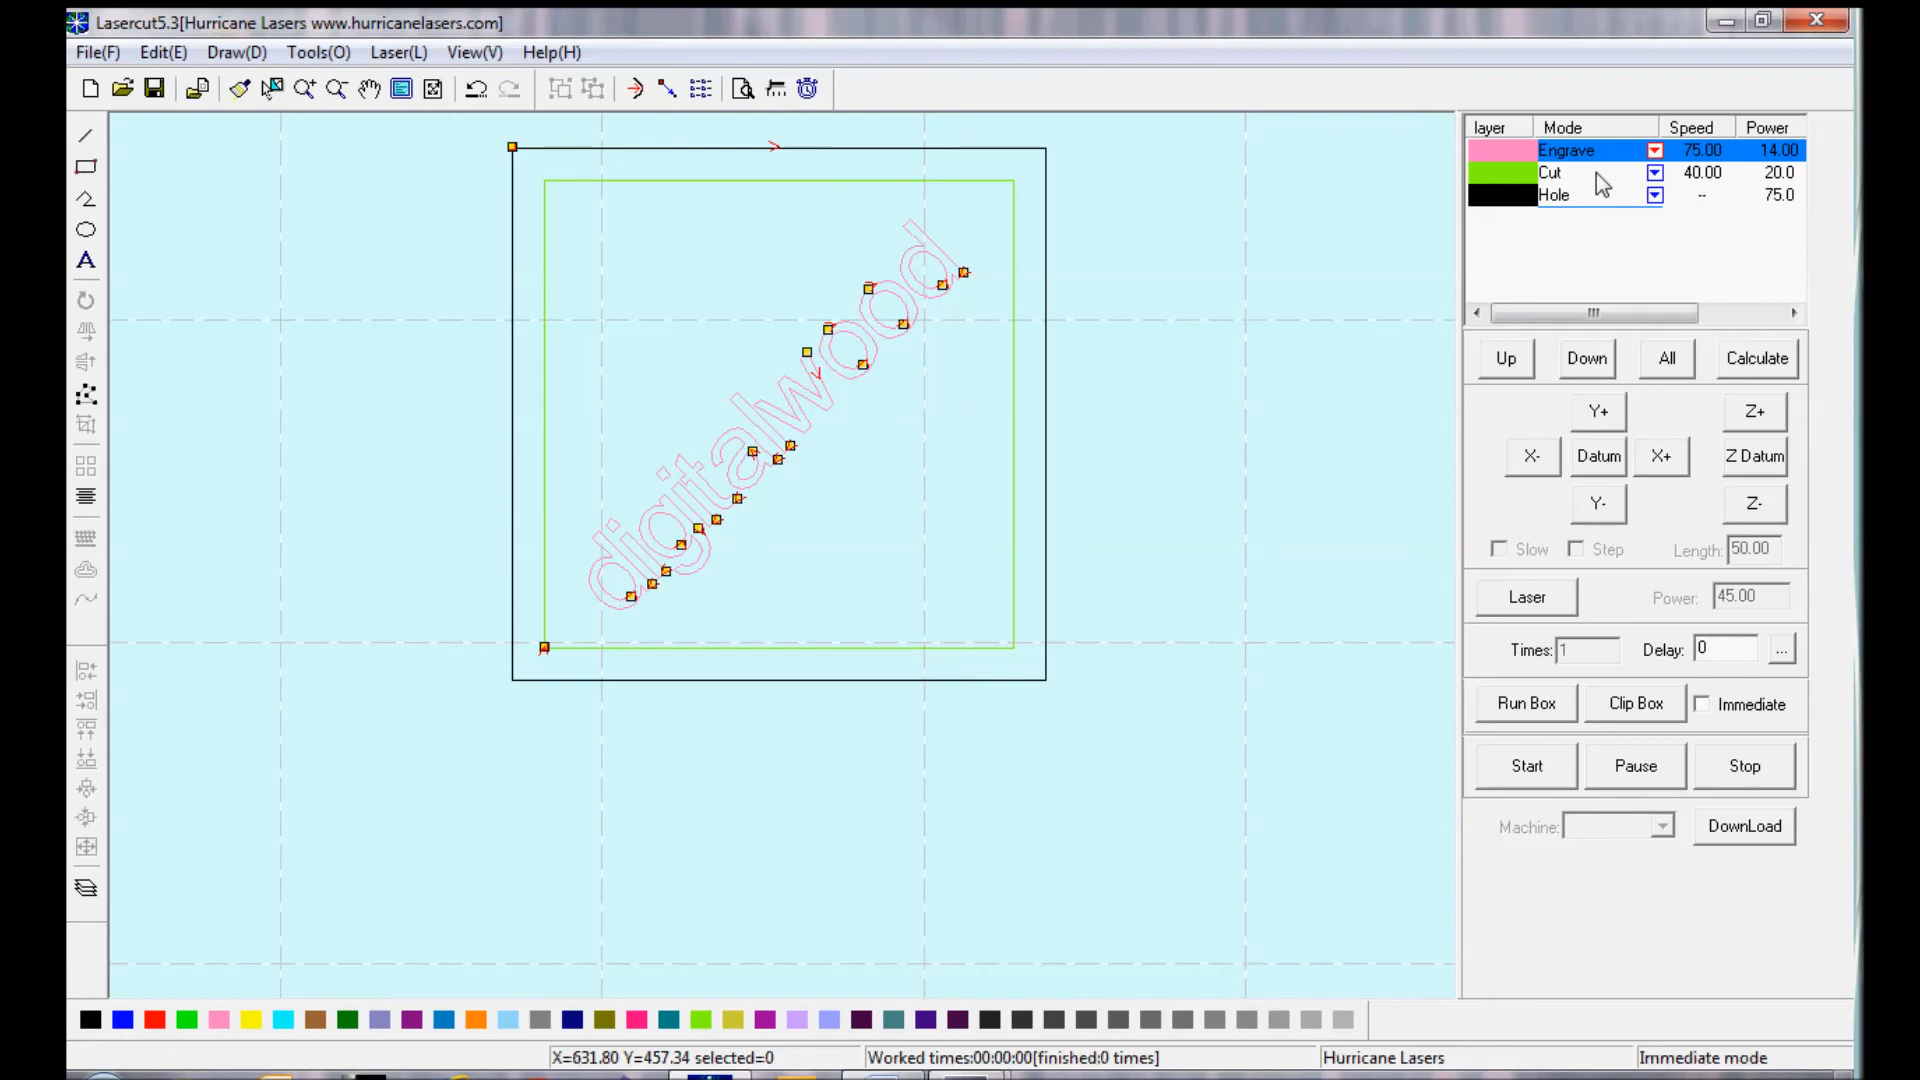 Lasercut5.3[Hurricane Lasers www.hurricanelasers.com]
File(F) Edit(E) Draw(D) Tools(O) Laser(L) View(V) Help(H)
layer Mode Speed Power
Engrave 75.00 14.00
Cut 40.00 20.0
Hole -- 75.0
digitalwood
Up Down All Calculate
Y+ Z+
X- Datum X+ Z Datum
Y- Z-
Slow Step Length: 50.00
Laser Power: 45.00
Times: 1 Delay: 0 ...
Run Box Clip Box Immediate
Start Pause Stop
Machine: DownLoad
X=631.80 Y=457.34 selected=0 Worked times:00:00:00[finished:0 times] Hurricane Lasers Immediate mode